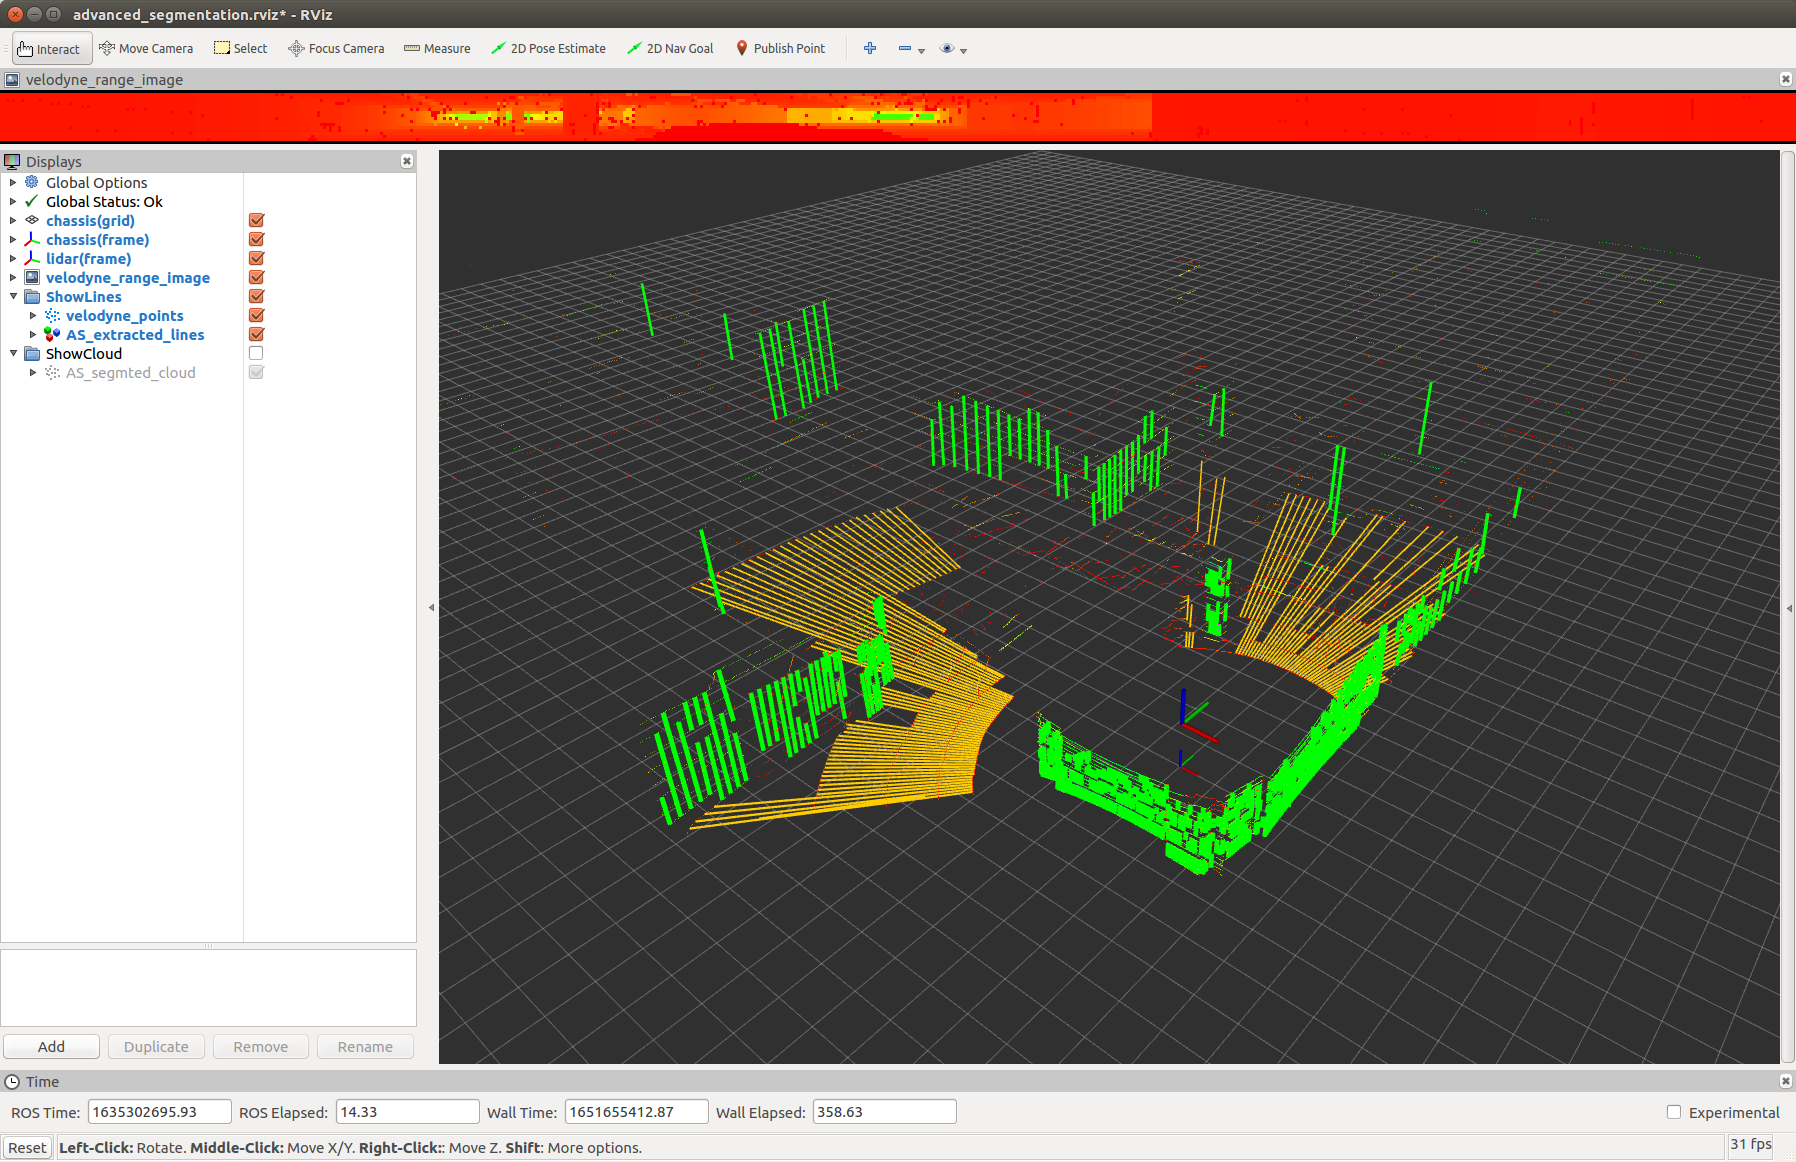 advanced_segmentation.rviz* - RViz
Interact Move Camera Select Focus Camera Measure 2D Pose Estimate 2D Nav Goal Publish Point
velodyne_range_image
Displays
Global Options
Global Status: Ok
chassis(grid)
chassis(frame)
lidar(frame)
velodyne_range_image
ShowLines
velodyne_points
AS_extracted_lines
ShowCloud
AS_segmted_cloud
Add Duplicate Remove Rename
Time
ROS Time: 1635302695.93 ROS Elapsed: 14.33 Wall Time: 1651655412.87 Wall Elapsed: 358.63 Experimental
Reset Left-Click: Rotate. Middle-Click: Move X/Y. Right-Click:: Move Z. Shift: More options. 31 fps